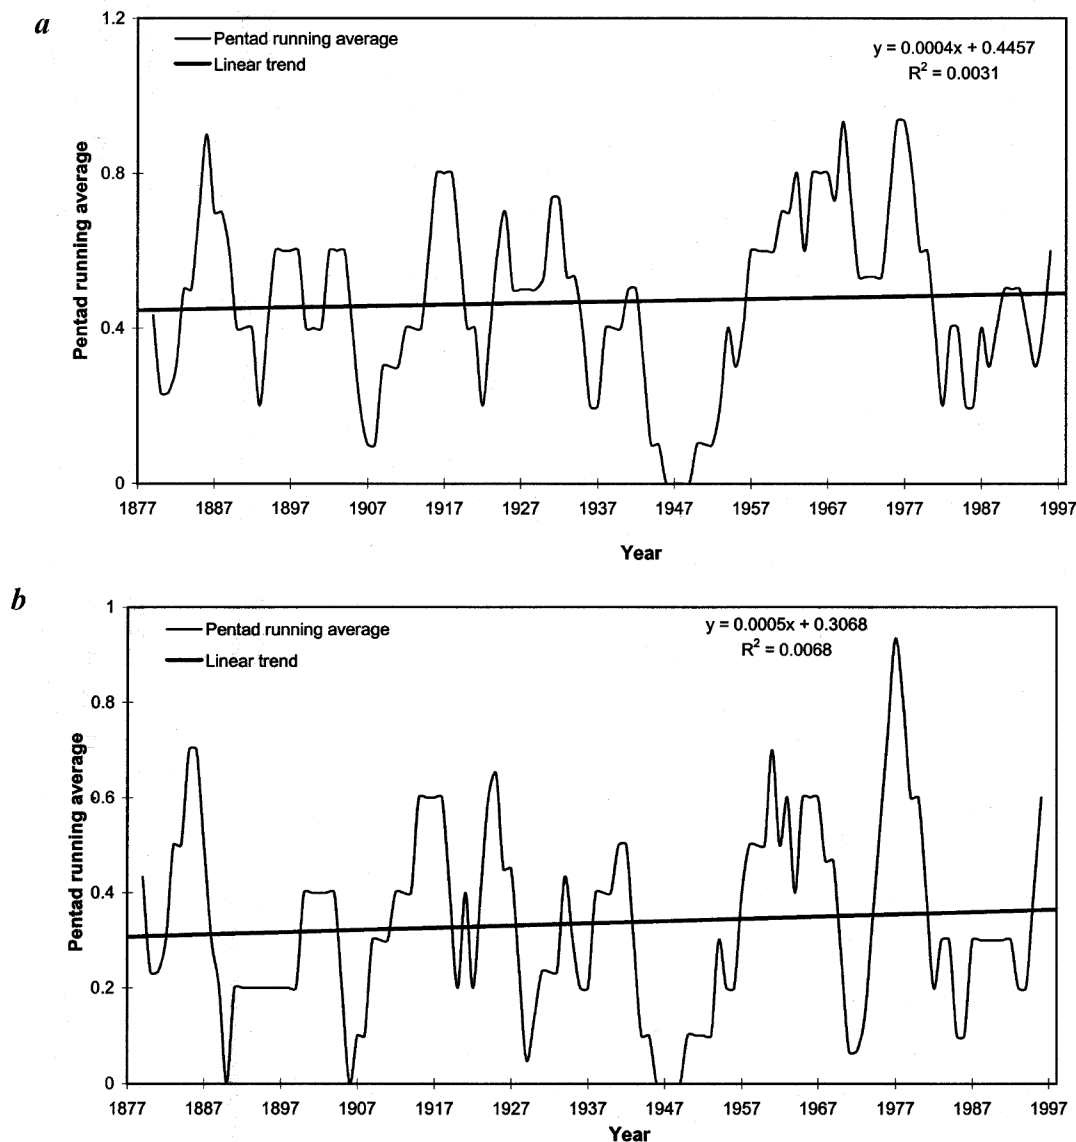 a
1.2
Pentad running average
Linear trend
y = 0.0004x + 0.4457
R² = 0.0031
0.8
0.4
0
Pentad running average
1877 1887 1897 1907 1917 1927 1937 1947 1957 1967 1977 1987 1997
Year
b
1
Pentad running average
Linear trend
y = 0.0005x + 0.3068
R² = 0.0068
0.8
0.6
0.4
0.2
0
Pentad running average
1877 1887 1897 1907 1917 1927 1937 1947 1957 1967 1977 1987 1997
Year